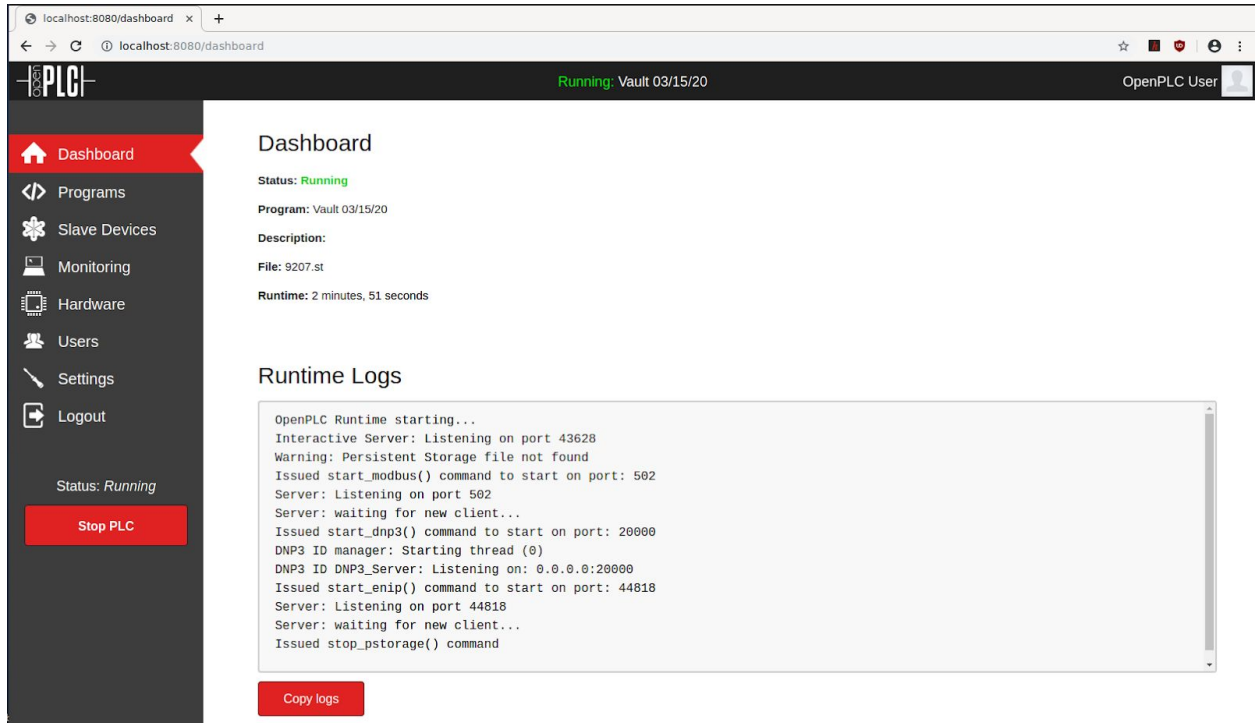 localhost:8080/dashboard
localhost:8080/dashboard
open PLC
Running: Vault 03/15/20
OpenPLC User
Dashboard
Programs
Slave Devices
Monitoring
Hardware
Users
Settings
Logout
Status: Running
Stop PLC
Dashboard
Status: Running
Program: Vault 03/15/20
Description:
File: 9207.st
Runtime: 2 minutes, 51 seconds
Runtime Logs
OpenPLC Runtime starting...
Interactive Server: Listening on port 43628
Warning: Persistent Storage file not found
Issued start_modbus() command to start on port: 502
Server: Listening on port 502
Server: waiting for new client...
Issued start_dnp3() command to start on port: 20000
DNP3 ID manager: Starting thread (0)
DNP3 ID DNP3_Server: Listening on: 0.0.0.0:20000
Issued start_enip() command to start on port: 44818
Server: Listening on port 44818
Server: waiting for new client...
Issued stop_pstorage() command
Copy logs